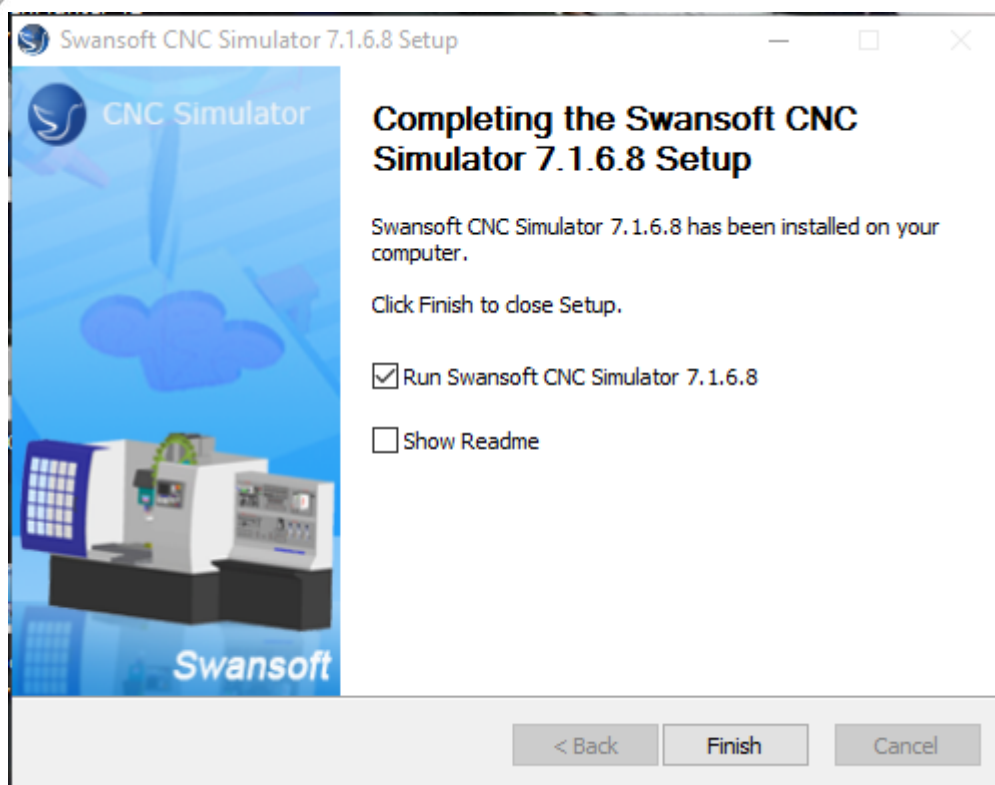 Swansoft CNC Simulator 7.1.6.8 Setup
CNC Simulator
Completing the Swansoft CNC
Simulator 7.1.6.8 Setup
Swansoft CNC Simulator 7.1.6.8 has been installed on your
computer.
Click Finish to close Setup.
Run Swansoft CNC Simulator 7.1.6.8
Show Readme
Swansoft
< Back
Finish
Cancel